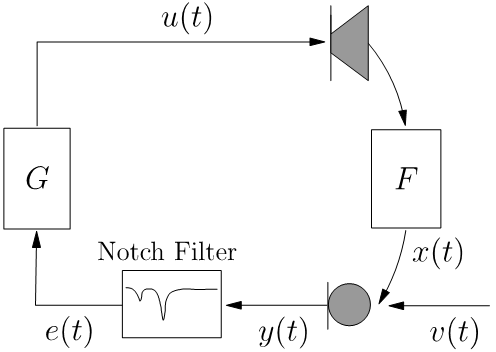 u(t)
G
F
Notch Filter
x(t)
e(t)
y(t)
v(t)